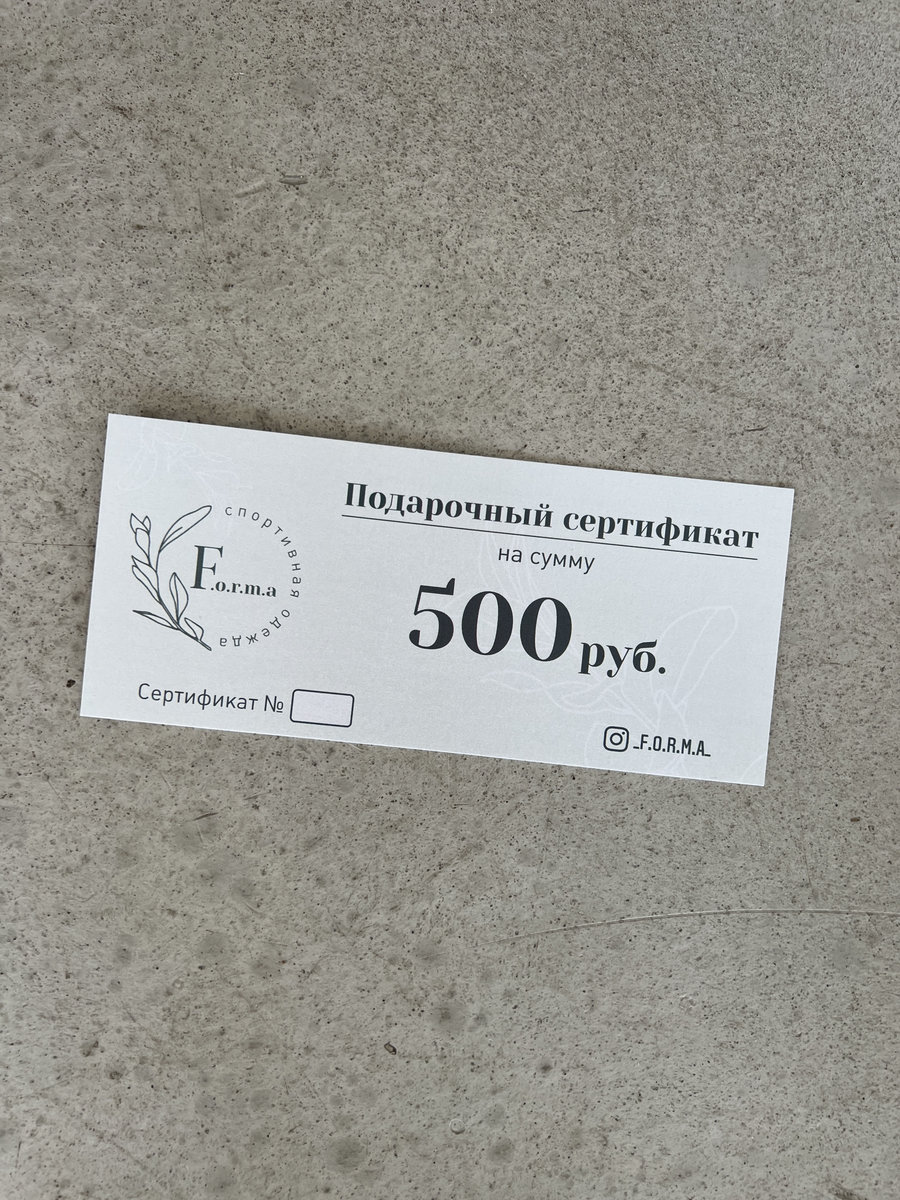 спортивная одежда
F.o.r.m.a
Подарочный сертификат
на сумму
500 руб.
Сертификат №
_F.O.R.M.A_